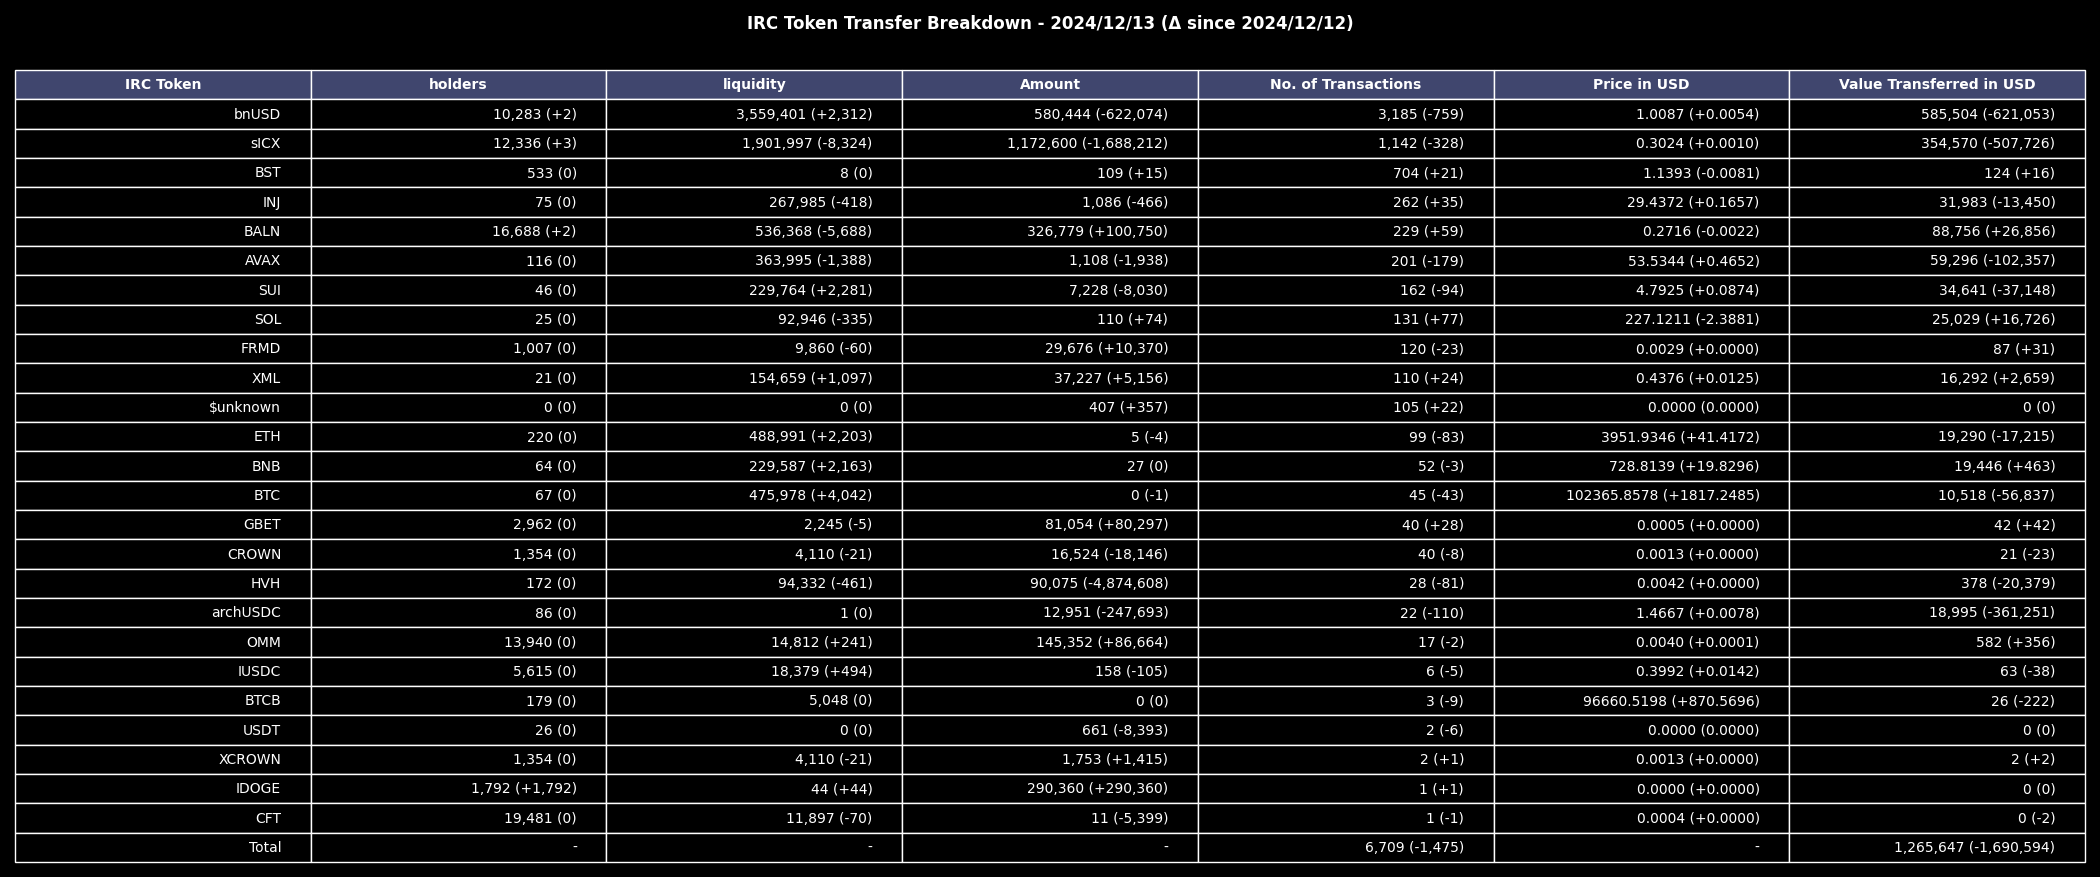 IRC Token Transfer Breakdown - 2024/12/13 (Δ since 2024/12/12)
IRC Token holders liquidity Amount No. of Transactions Price in USD Value Transferred in USD
bnUSD 10,283 (+2) 3,559,401 (+2,312) 580,444 (-622,074) 3,185 (-759) 1.0087 (+0.0054) 585,504 (-621,053)
sICX 12,336 (+3) 1,901,997 (-8,324) 1,172,600 (-1,688,212) 1,142 (-328) 0.3024 (+0.0010) 354,570 (-507,726)
BST 533 (0) 8 (0) 109 (+15) 704 (+21) 1.1393 (-0.0081) 124 (+16)
INJ 75 (0) 267,985 (-418) 1,086 (-466) 262 (+35) 29.4372 (+0.1657) 31,983 (-13,450)
BALN 16,688 (+2) 536,368 (-5,688) 326,779 (+100,750) 229 (+59) 0.2716 (-0.0022) 88,756 (+26,856)
AVAX 116 (0) 363,995 (-1,388) 1,108 (-1,938) 201 (-179) 53.5344 (+0.4652) 59,296 (-102,357)
SUI 46 (0) 229,764 (+2,281) 7,228 (-8,030) 162 (-94) 4.7925 (+0.0874) 34,641 (-37,148)
SOL 25 (0) 92,946 (-335) 110 (+74) 131 (+77) 227.1211 (-2.3881) 25,029 (+16,726)
FRMD 1,007 (0) 9,860 (-60) 29,676 (+10,370) 120 (-23) 0.0029 (+0.0000) 87 (+31)
XML 21 (0) 154,659 (+1,097) 37,227 (+5,156) 110 (+24) 0.4376 (+0.0125) 16,292 (+2,659)
$unknown 0 (0) 0 (0) 407 (+357) 105 (+22) 0.0000 (0.0000) 0 (0)
ETH 220 (0) 488,991 (+2,203) 5 (-4) 99 (-83) 3951.9346 (+41.4172) 19,290 (-17,215)
BNB 64 (0) 229,587 (+2,163) 27 (0) 52 (-3) 728.8139 (+19.8296) 19,446 (+463)
BTC 67 (0) 475,978 (+4,042) 0 (-1) 45 (-43) 102365.8578 (+1817.2485) 10,518 (-56,837)
GBET 2,962 (0) 2,245 (-5) 81,054 (+80,297) 40 (+28) 0.0005 (+0.0000) 42 (+42)
CROWN 1,354 (0) 4,110 (-21) 16,524 (-18,146) 40 (-8) 0.0013 (+0.0000) 21 (-23)
HVH 172 (0) 94,332 (-461) 90,075 (-4,874,608) 28 (-81) 0.0042 (+0.0000) 378 (-20,379)
archUSDC 86 (0) 1 (0) 12,951 (-247,693) 22 (-110) 1.4667 (+0.0078) 18,995 (-361,251)
OMM 13,940 (0) 14,812 (+241) 145,352 (+86,664) 17 (-2) 0.0040 (+0.0001) 582 (+356)
IUSDC 5,615 (0) 18,379 (+494) 158 (-105) 6 (-5) 0.3992 (+0.0142) 63 (-38)
BTCB 179 (0) 5,048 (0) 0 (0) 3 (-9) 96660.5198 (+870.5696) 26 (-222)
USDT 26 (0) 0 (0) 661 (-8,393) 2 (-6) 0.0000 (0.0000) 0 (0)
XCROWN 1,354 (0) 4,110 (-21) 1,753 (+1,415) 2 (+1) 0.0013 (+0.0000) 2 (+2)
IDOGE 1,792 (+1,792) 44 (+44) 290,360 (+290,360) 1 (+1) 0.0000 (+0.0000) 0 (0)
CFT 19,481 (0) 11,897 (-70) 11 (-5,399) 1 (-1) 0.0004 (+0.0000) 0 (-2)
Total - - - 6,709 (-1,475) - 1,265,647 (-1,690,594)